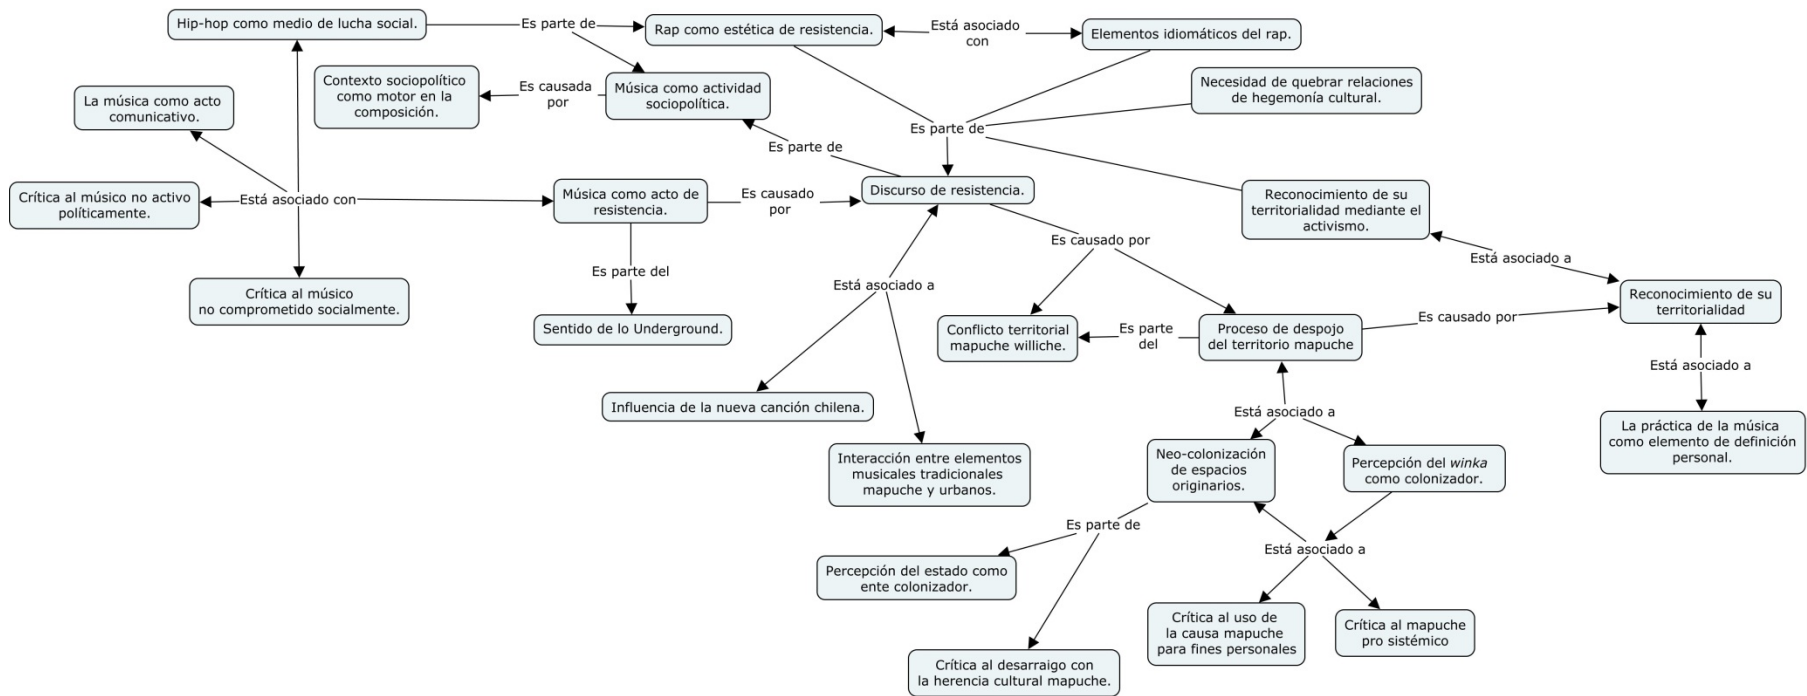 Hip-hop como medio de lucha social.
Es parte de
Rap como estética de resistencia.
Está asociado
con
Elementos idiomáticos del rap.
Contexto sociopolítico
como motor en la
composición.
Es causada
por
Música como actividad
sociopolítica.
Necesidad de quebrar relaciones
de hegemonía cultural.
La música como acto
comunicativo.
Es parte de
Es parte de
Crítica al músico no activo
políticamente.
Está asociado con
Música como acto de
resistencia.
Es causado
por
Discurso de resistencia.
Reconocimiento de su
territorialidad mediante el
activismo.
Es causado por
Está asociado a
Es parte del
Está asociado a
Crítica al músico
no comprometido socialmente.
Sentido de lo Underground.
Conflicto territorial
mapuche williche.
Es parte
del
Proceso de despojo
del territorio mapuche
Es causado por
Reconocimiento de su
territorialidad
Está asociado a
Influencia de la nueva canción chilena.
Está asociado a
La práctica de la música
como elemento de definición
personal.
Interacción entre elementos
musicales tradicionales
mapuche y urbanos.
Neo-colonización
de espacios
originarios.
Percepción del winka
como colonizador.
Es parte de
Está asociado a
Percepción del estado como
ente colonizador.
Crítica al uso de
la causa mapuche
para fines personales
Crítica al mapuche
pro sistémico
Crítica al desarraigo con
la herencia cultural mapuche.